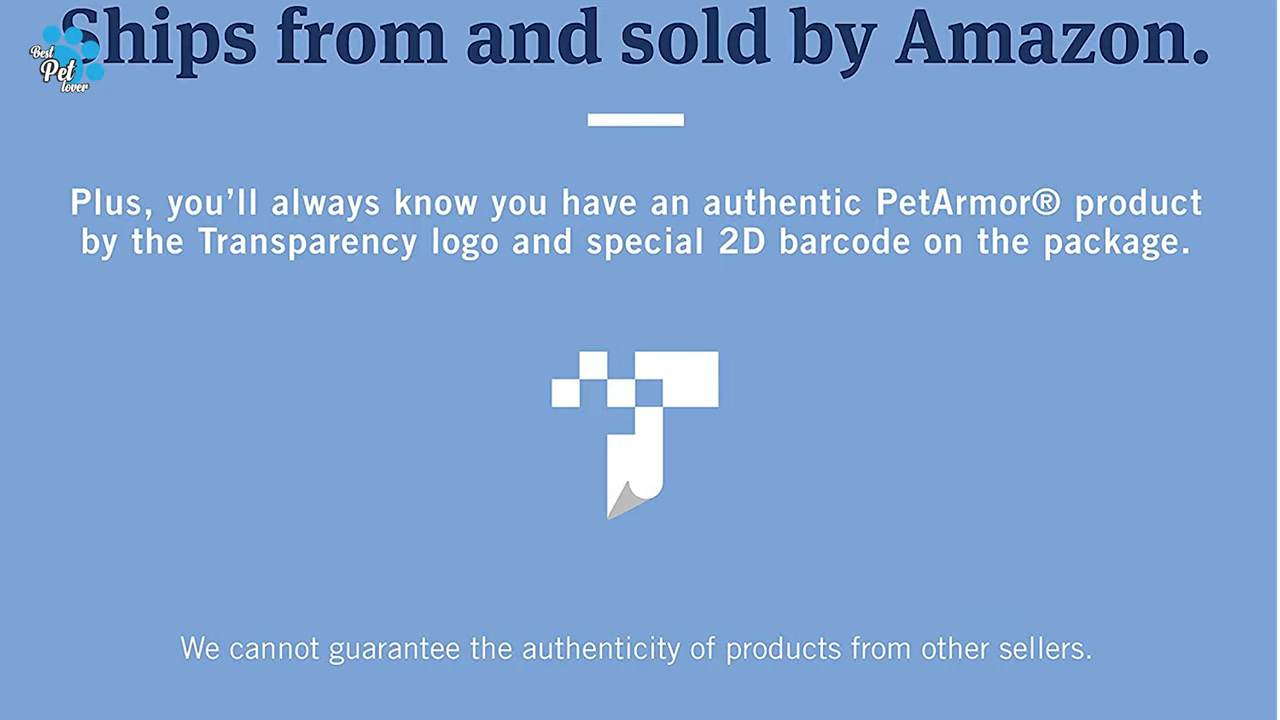 Ships from and sold by Amazon.
Best
Pet
lover
Plus, you'll always know you have an authentic PetArmor® product
by the Transparency logo and special 2D barcode on the package.
We cannot guarantee the authenticity of products from other sellers.